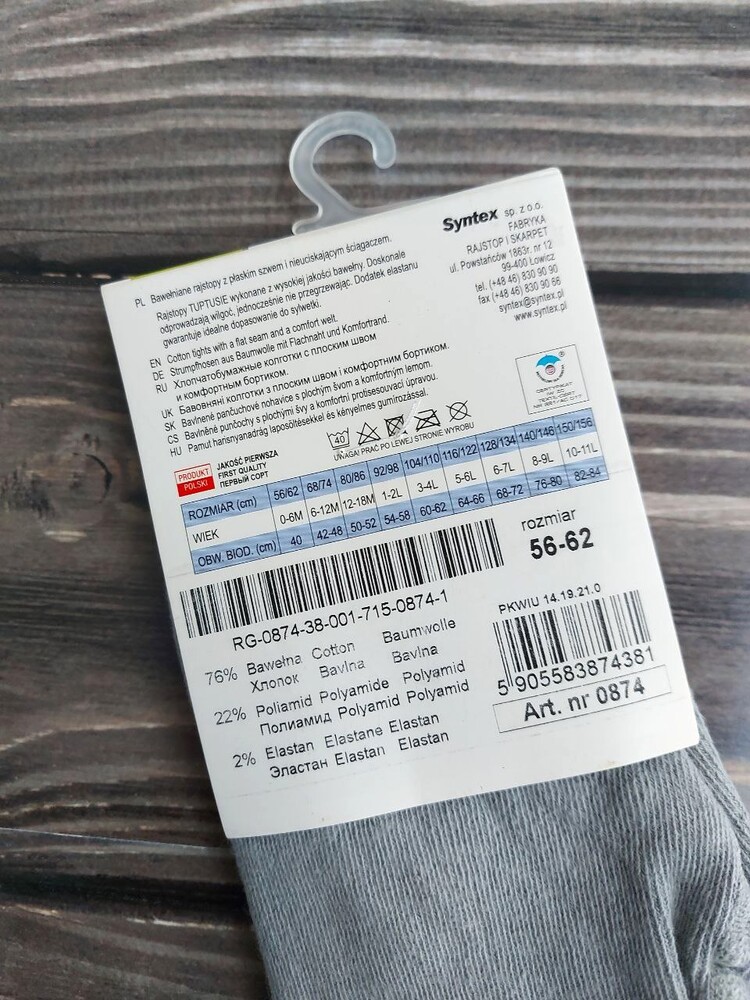 Syntex sp. z o.o.
FABRYKA
RAJSTOP I SKARPET
ul. Powstańców 1863r. nr 12
99-400 Łowicz
tel. (+48 46) 830 90 90
fax (+48 46) 830 90 66
syntex@syntex.pl
www.syntex.pl
PL Bawełniane rajstopy z płaskim szwem i nieuciskającym ściągaczem.
Rajstopy TUPTUSIE wykonane z wysokiej jakości bawełny. Doskonale
odprowadzają wilgoć, jednocześnie nie przegrzewając. Dodatek elastanu
gwarantuje idealne dopasowanie do sylwetki.
EN Cotton tights with a flat seam and a comfort welt.
DE Strumpfhosen aus Baumwolle mit Flachnaht und Komfortrand.
RU Хлопчатобумажные колготки с плоским швом
и комфортным бортиком.
UK Бавовняні колготки з плоским швом і комфортним бортиком.
SK Bavlnené pančuchové nohavice s plochým švom a komfortným lemom.
CS Bavlněné punčochy s plochými švy a komfortní protisesouvací úpravou.
HU Pamut harisnyanadrág laposöltésekkel és kényelmes gumírozással.
40
UWAGA! PRAĆ PO LEWEJ STRONIE WYROBU
CERTYFIKAT
PRODUKT
POLSKI
JAKOŚĆ PIERWSZA
FIRST QUALITY
ПЕРВЫЙ СОРТ
ROZMIAR (cm) 56/62 68/74 80/86 92/98 104/110 116/122 128/134 140/146 150/156
WIEK 0-6M 6-12M 12-18M 1-2L 3-4L 5-6L 6-7L 8-9L 10-11L
OBW. BIOD. (cm) 40 42-48 50-52 54-58 60-62 64-66 68-72 76-80 82-84
rozmiar
56-62
RG-0874-38-001-715-0874-1
PKWIU 14.19.21.0
5 905583 874381
Art. nr 0874
76% Bawełna Cotton Baumwolle
Хлопок Bavlna Bavlna
22% Poliamid Polyamide Polyamid
Полиамид Polyamid Polyamid
2% Elastan Elastane Elastan
Эластан Elastan Elastan